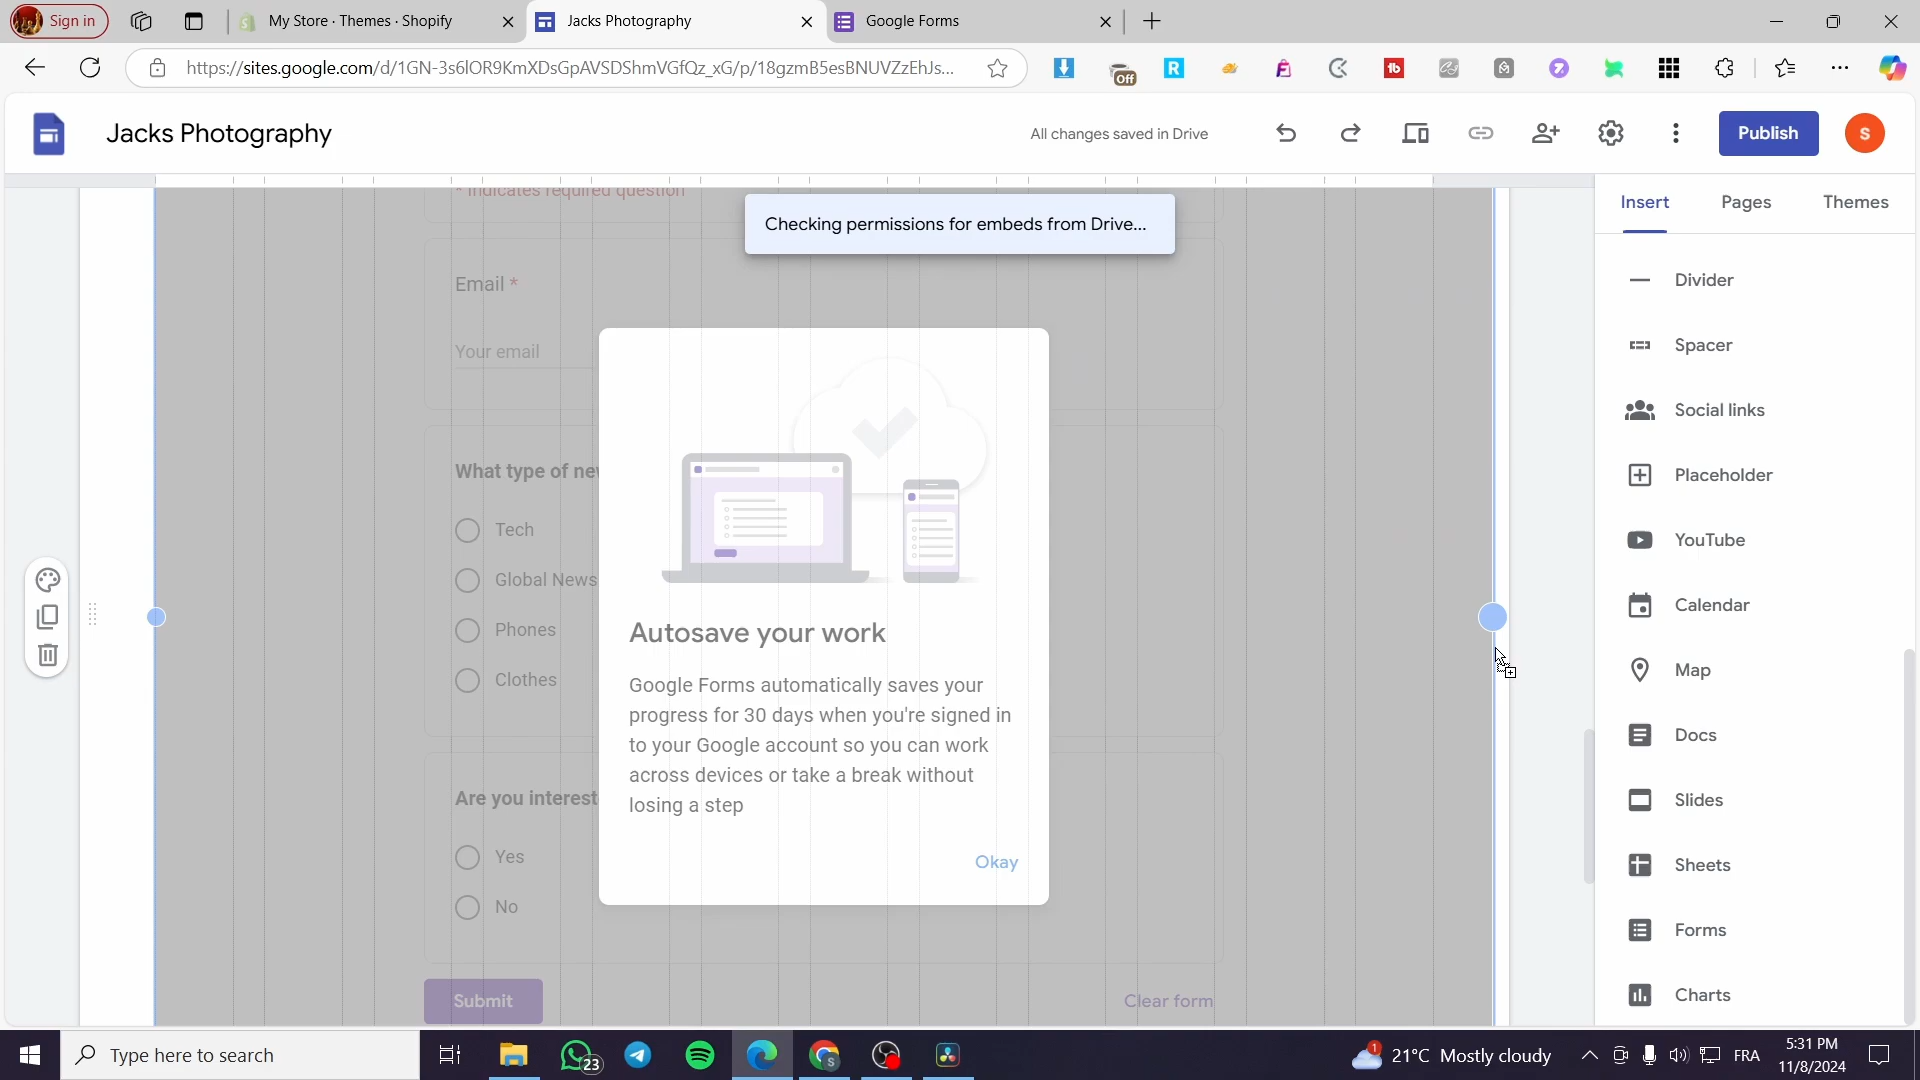 Sign in
My Store · Themes · Shopify
Jacks Photography
Google Forms
https://sites.google.com/d/1GN-3s6lOR9KmXDsGpAVSDShmVGfQz_xG/p/18gzmB5esBNUVZzEhJs...
Off
Jacks Photography
All changes saved in Drive
Publish
S
* Indicates required question
Checking permissions for embeds from Drive...
Insert
Pages
Themes
Email *
Your email
What type of nev
Tech
Global News
Phones
Clothes
Autosave your work
Google Forms automatically saves your
progress for 30 days when you're signed in
to your Google account so you can work
across devices or take a break without
losing a step
Okay
Are you interest
Yes
No
Submit
Clear form
Divider
Spacer
Social links
Placeholder
YouTube
Calendar
Map
Docs
Slides
Sheets
Forms
Charts
Type here to search
23
1
21°C Mostly cloudy
FRA
5:31 PM
11/8/2024